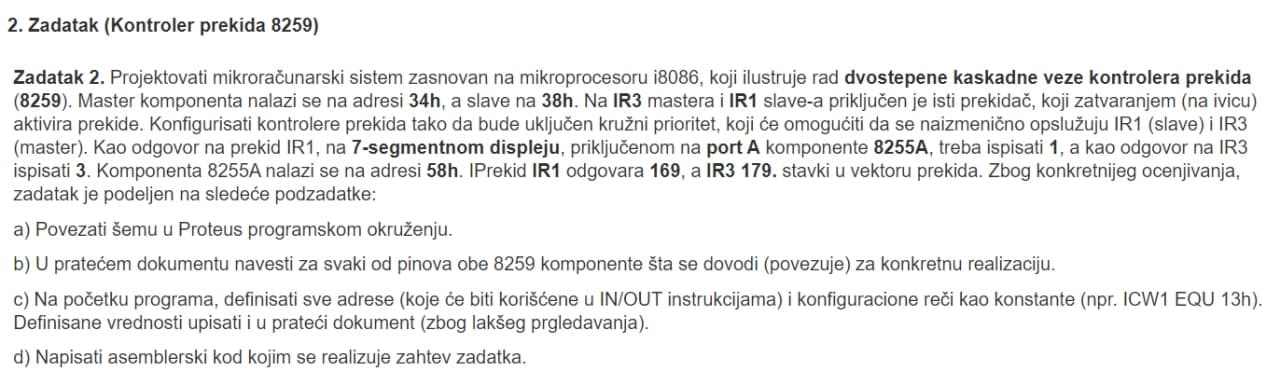 2. Zadatak (Kontroler prekida 8259)
Zadatak 2. Projektovati mikroračunarski sistem zasnovan na mikroprocesoru i8086, koji ilustruje rad dvostepene kaskadne veze kontrolera prekida
(8259). Master komponenta nalazi se na adresi 34h, a slave na 38h. Na IR3 mastera i IR1 slave-a priključen je isti prekidač, koji zatvaranjem (na ivicu)
aktivira prekide. Konfigurisati kontrolere prekida tako da bude uključen kružni prioritet, koji će omogućiti da se naizmenično opslužuju IR1 (slave) i IR3
(master). Kao odgovor na prekid IR1, na 7-segmentnom displeju, priključenom na port A komponente 8255A, treba ispisati 1, a kao odgovor na IR3
ispisati 3. Komponenta 8255A nalazi se na adresi 58h. IPrekid IR1 odgovara 169, a IR3 179. stavki u vektoru prekida. Zbog konkretnijeg ocenjivanja,
zadatak je podeljen na sledeće podzadatke:
a) Povezati šemu u Proteus programskom okruženju.
b) U pratećem dokumentu navesti za svaki od pinova obe 8259 komponente šta se dovodi (povezuje) za konkretnu realizaciju.
c) Na početku programa, definisati sve adrese (koje će biti korišćene u IN/OUT instrukcijama) i konfiguracione reči kao konstante (npr. ICW1 EQU 13h).
Definisane vrednosti upisati i u prateći dokument (zbog lakšeg prgledavanja).
d) Napisati asemblerski kod kojim se realizuje zahtev zadatka.